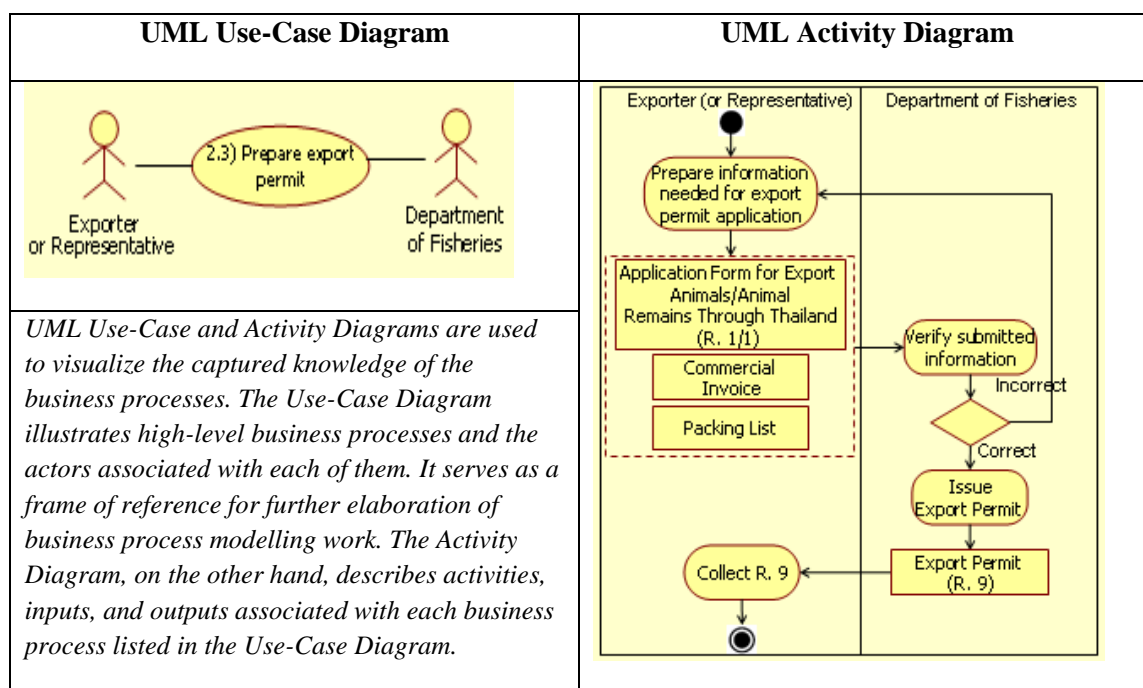 UML Use-Case Diagram
2.3) Prepare export
permit
Exporter
or Representative
Department
of Fisheries
UML Use-Case and Activity Diagrams are used
to visualize the captured knowledge of the
business processes. The Use-Case Diagram
illustrates high-level business processes and the
actors associated with each of them. It serves as a
frame of reference for further elaboration of
business process modelling work. The Activity
Diagram, on the other hand, describes activities,
inputs, and outputs associated with each business
process listed in the Use-Case Diagram.
UML Activity Diagram
Exporter (or Representative)
Department of Fisheries
Prepare information
needed for export
permit application
Application Form for Export
Animals/Animal
Remains Through Thailand
(R. 1/1)
Commercial
Invoice
Packing List
Verify submitted
information
Incorrect
Correct
Issue
Export Permit
Export Permit
(R. 9)
Collect R. 9